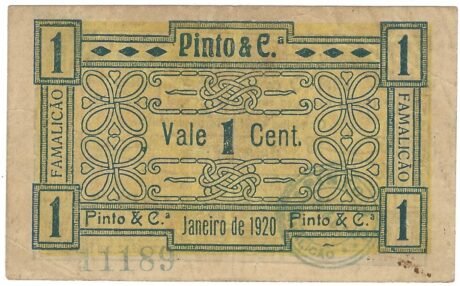 1 Pinto & C.ª 1
FAMALICÃO
Vale 1 Cent.
FAMALICÃO
1 Pinto & C.ª Janeiro de 1920 Pinto & C.ª 1
11189